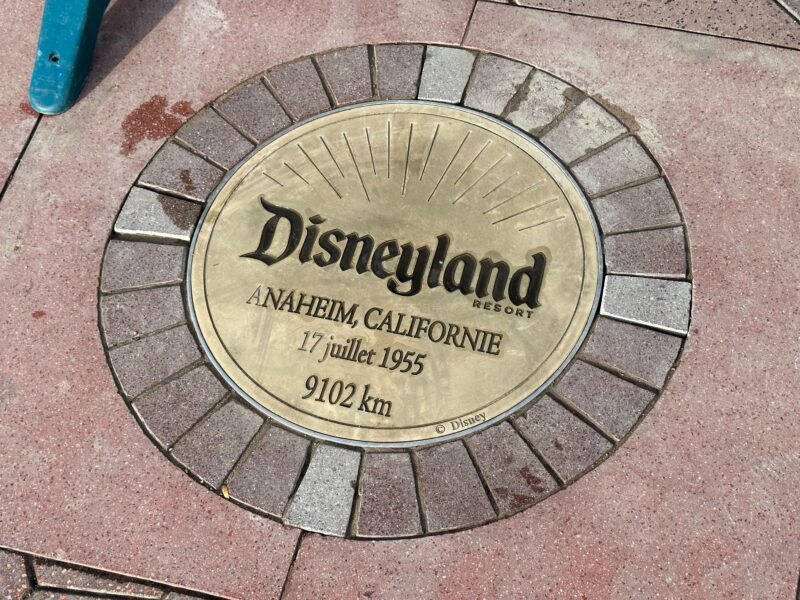 Disneyland
RESORT
ANAHEIM, CALIFORNIE
17 juillet 1955
9102 km
© Disney